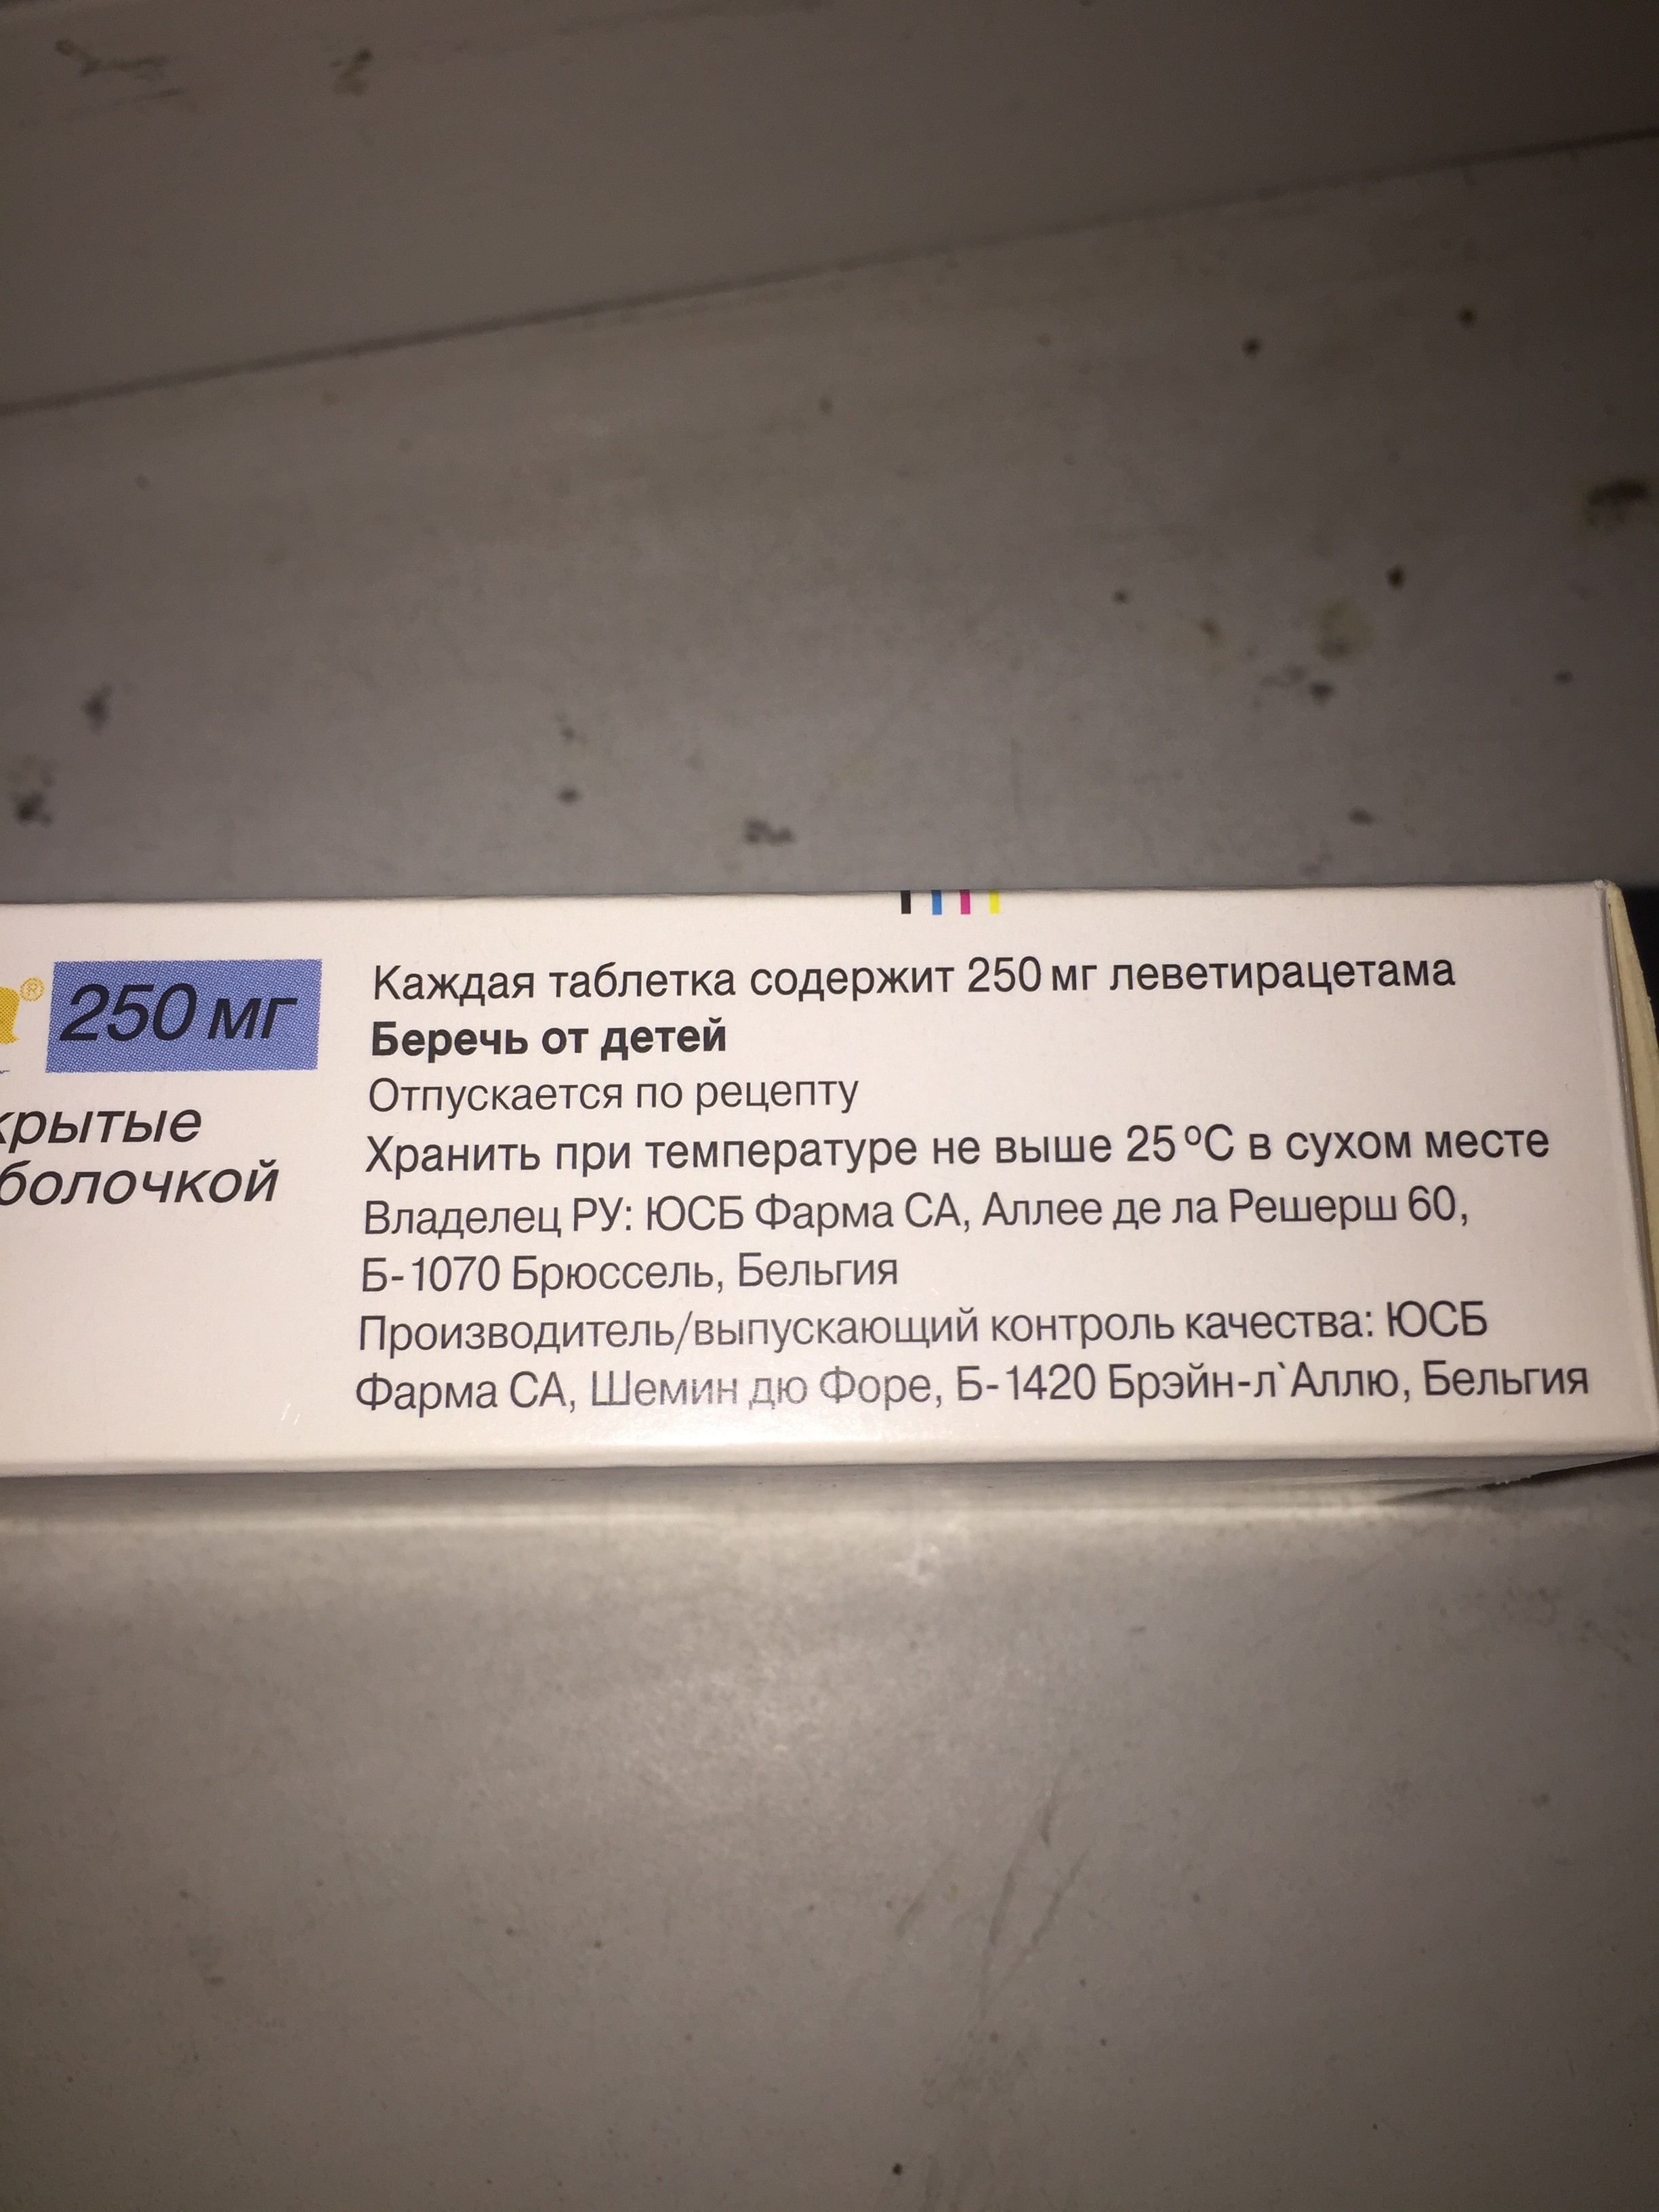 ® 250 мг
крытые
болочкой
Каждая таблетка содержит 250 мг леветирацетама
Беречь от детей
Отпускается по рецепту
Хранить при температуре не выше 25 ºС в сухом месте
Владелец РУ: ЮСБ Фарма СА, Аллее де ла Решерш 60,
Б-1070 Брюссель, Бельгия
Производитель/выпускающий контроль качества: ЮСБ
Фарма СА, Шемин дю Форе, Б-1420 Брэйн-л`Аллю, Бельгия